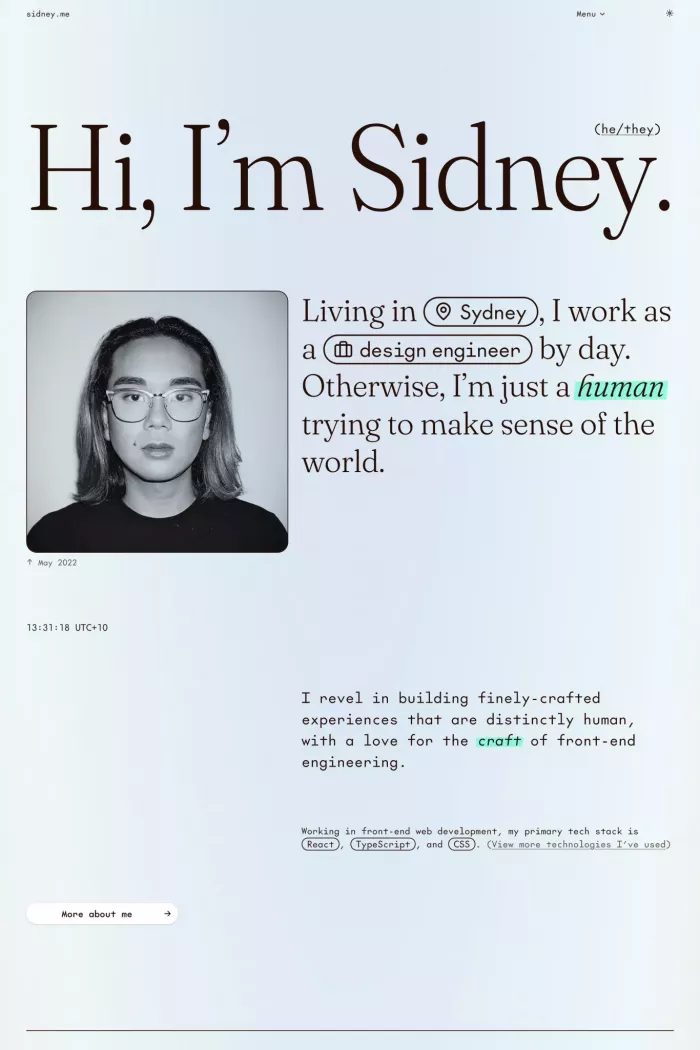 sidney.me
Menu
(he/they)
Hi, I’m Sidney.
Living in Sydney, I work as
a design engineer by day.
Otherwise, I’m just a human
trying to make sense of the
world.
↑ May 2022
13:31:18 UTC+10
I revel in building finely-crafted
experiences that are distinctly human,
with a love for the craft of front-end
engineering.
Working in front-end web development, my primary tech stack is
React, TypeScript, and CSS. (View more technologies I’ve used)
More about me →